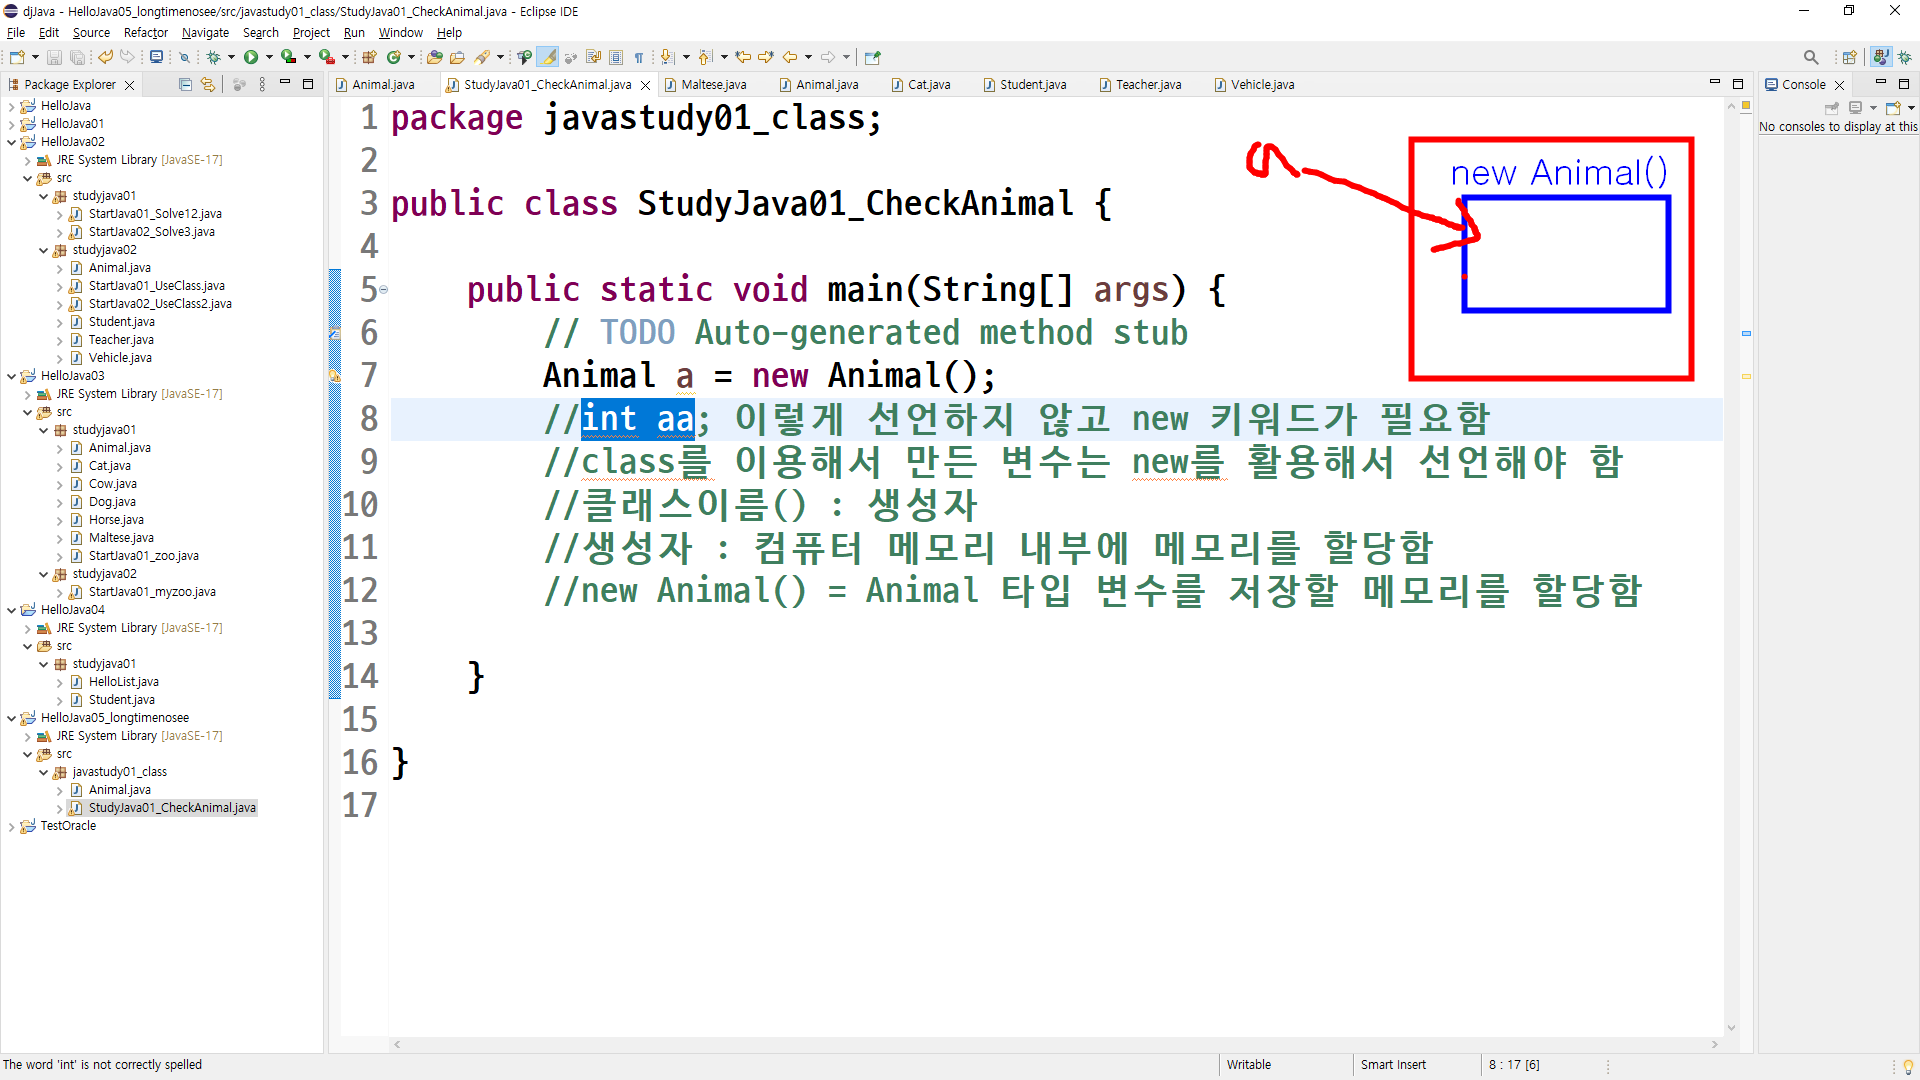 djJava - HelloJava05_longtimenosee/src/javastudy01_class/StudyJava01_CheckAnimal.java - Eclipse IDE
File Edit Source Refactor Navigate Search Project Run Window Help
Package Explorer
HelloJava
HelloJava01
HelloJava02
JRE System Library [JavaSE-17]
src
studyjava01
StartJava01_Solve12.java
StartJava02_Solve3.java
studyjava02
Animal.java
StartJava01_UseClass.java
StartJava02_UseClass2.java
Student.java
Teacher.java
Vehicle.java
HelloJava03
JRE System Library [JavaSE-17]
src
studyjava01
Animal.java
Cat.java
Cow.java
Dog.java
Horse.java
Maltese.java
StartJava01_zoo.java
studyjava02
StartJava01_myzoo.java
HelloJava04
JRE System Library [JavaSE-17]
src
studyjava01
HelloList.java
Student.java
HelloJava05_longtimenosee
JRE System Library [JavaSE-17]
src
javastudy01_class
Animal.java
StudyJava01_CheckAnimal.java
TestOracle
Animal.java StudyJava01_CheckAnimal.java Maltese.java Animal.java Cat.java Student.java Teacher.java Vehicle.java
1 package javastudy01_class;
2
3 public class StudyJava01_CheckAnimal {
4
5 public static void main(String[] args) {
6 // TODO Auto-generated method stub
7 Animal a = new Animal();
8 //int aa; 이렇게 선언하지 않고 new 키워드가 필요함
9 //class를 이용해서 만든 변수는 new를 활용해서 선언해야 함
10 //클래스이름() : 생성자
11 //생성자 : 컴퓨터 메모리 내부에 메모리를 할당함
12 //new Animal() = Animal 타입 변수를 저장할 메모리를 할당함
13
14 }
15
16 }
17
a
new Animal()
Console
No consoles to display at this
The word 'int' is not correctly spelled
Writable
Smart Insert
8 : 17 [6]